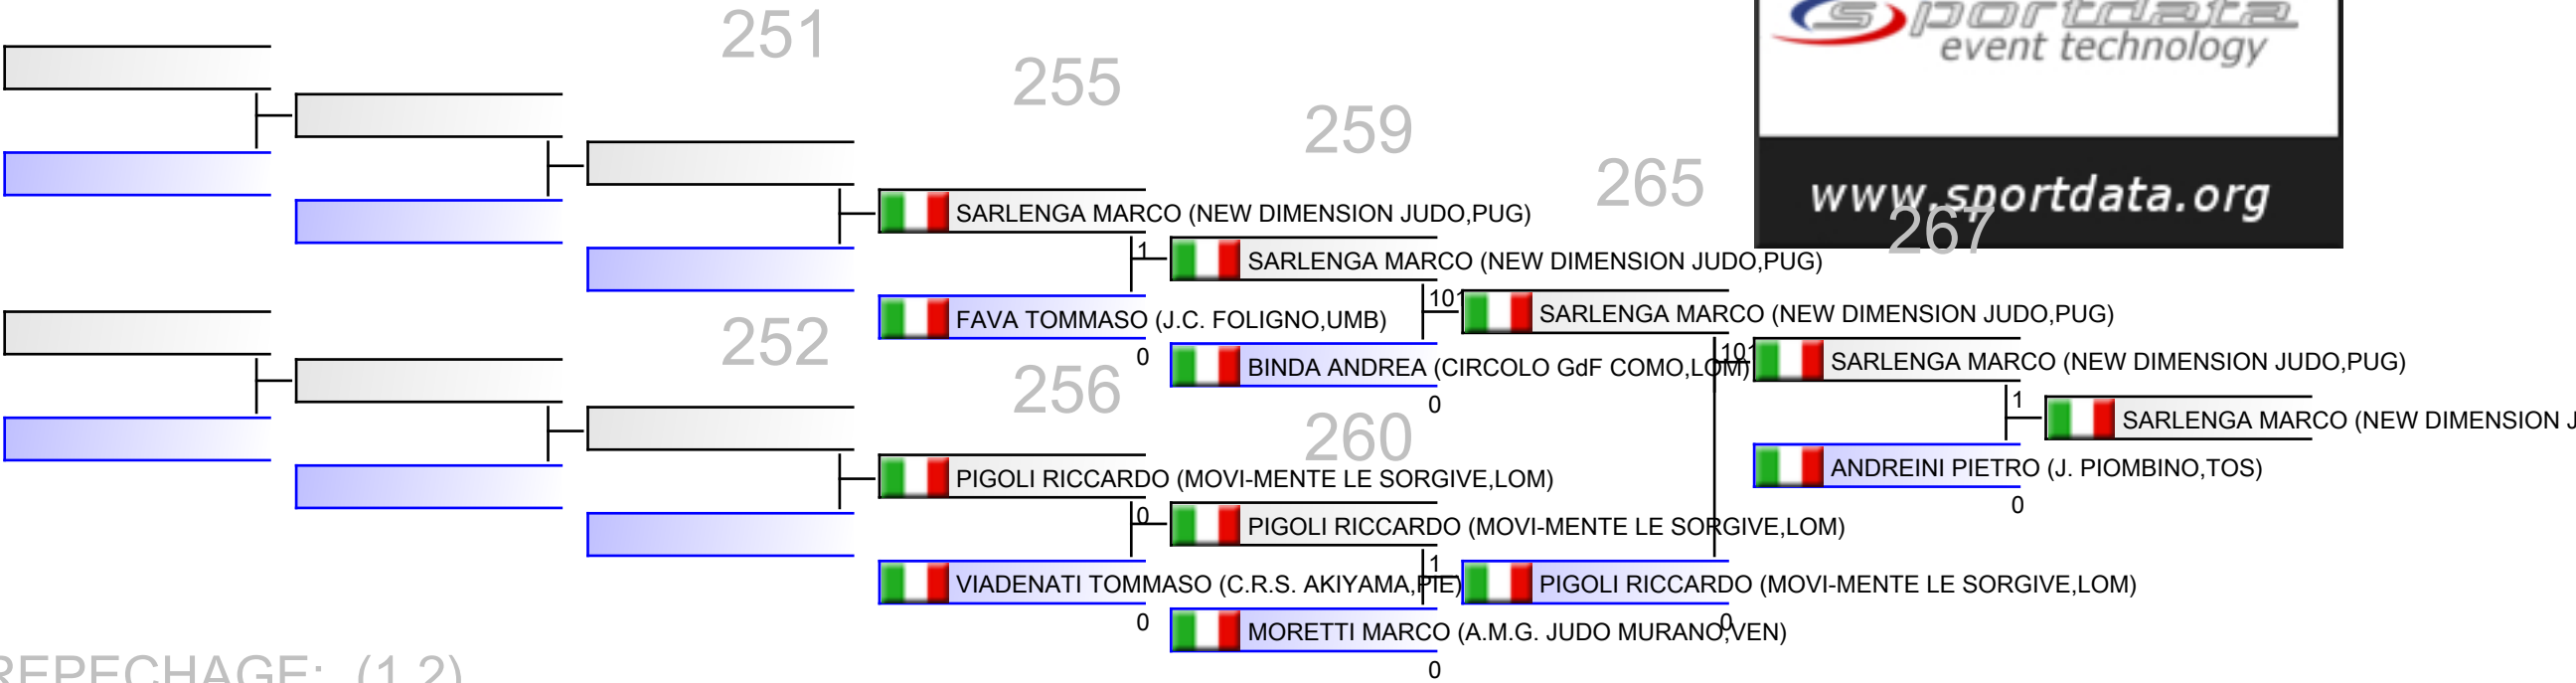 sportdata
event technology
www.sportdata.org
251
255
259
265
267
SARLENGA MARCO (NEW DIMENSION JUDO,PUG)
1
SARLENGA MARCO (NEW DIMENSION JUDO,PUG)
FAVA TOMMASO (J.C. FOLIGNO,UMB)
0
101
SARLENGA MARCO (NEW DIMENSION JUDO,PUG)
BINDA ANDREA (CIRCOLO GdF COMO,LOM)
0
101
SARLENGA MARCO (NEW DIMENSION JUDO,PUG)
1
SARLENGA MARCO (NEW DIMENSION J
ANDREINI PIETRO (J. PIOMBINO,TOS)
0
252
256
260
PIGOLI RICCARDO (MOVI-MENTE LE SORGIVE,LOM)
0
PIGOLI RICCARDO (MOVI-MENTE LE SORGIVE,LOM)
VIADENATI TOMMASO (C.R.S. AKIYAMA,PIE)
0
1
PIGOLI RICCARDO (MOVI-MENTE LE SORGIVE,LOM)
0
MORETTI MARCO (A.M.G. JUDO MURANO,VEN)
0
REPECHAGE: (1,2)